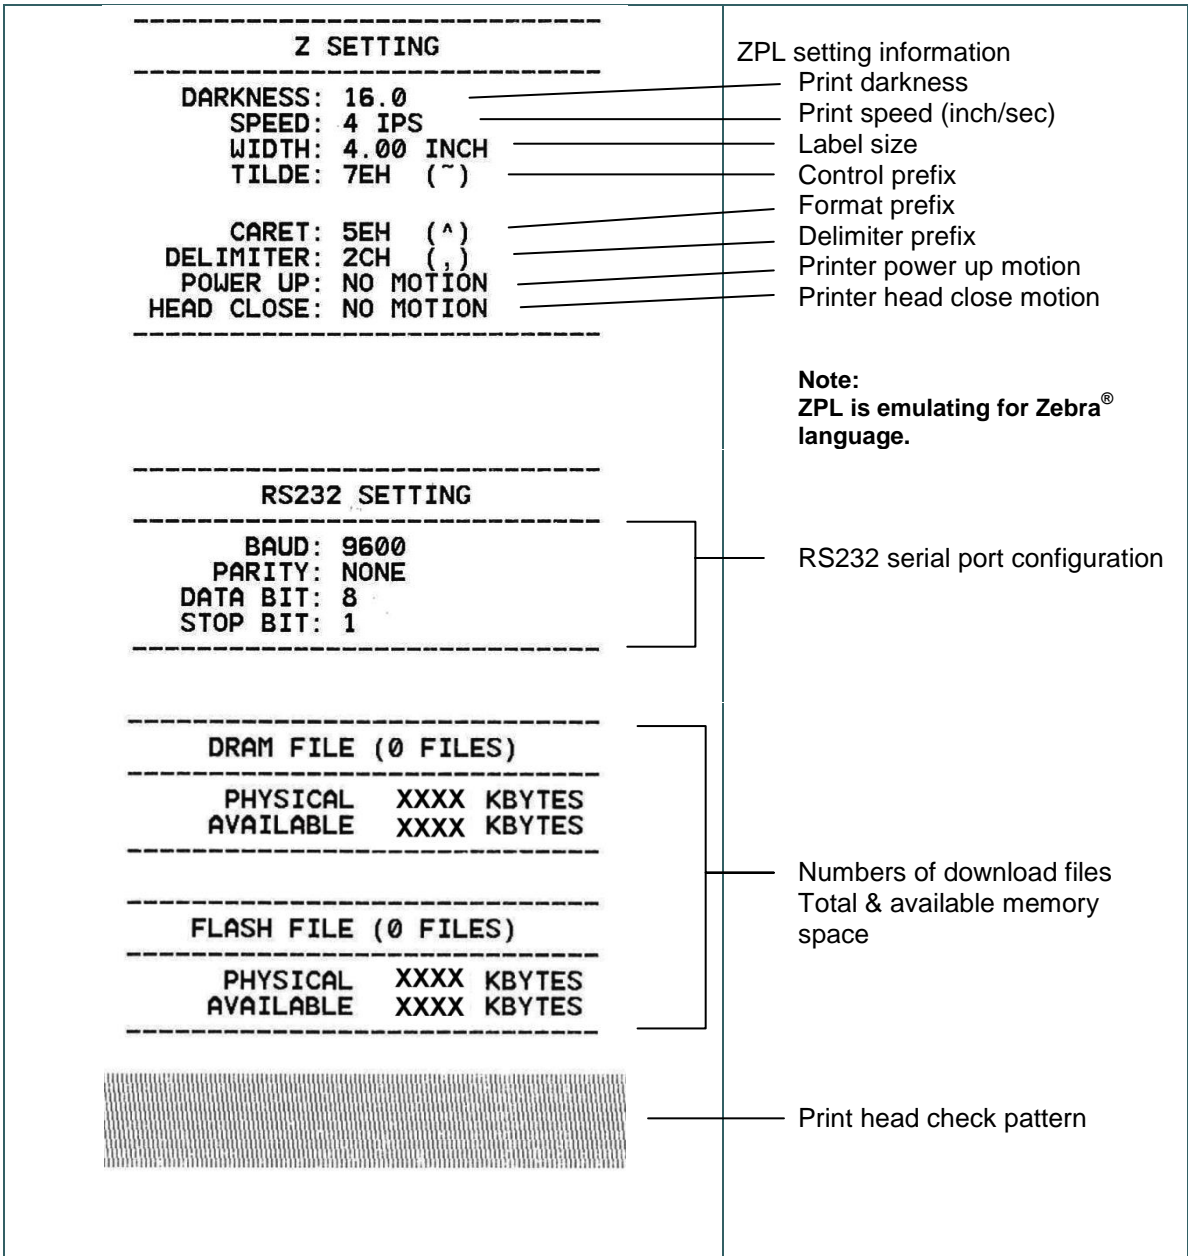 Z SETTING
DARKNESS: 16.0
SPEED: 4 IPS
WIDTH: 4.00 INCH
TILDE: 7EH (~)
CARET: 5EH (^)
DELIMITER: 2CH (,)
POWER UP: NO MOTION
HEAD CLOSE: NO MOTION
ZPL setting information
Print darkness
Print speed (inch/sec)
Label size
Control prefix
Format prefix
Delimiter prefix
Printer power up motion
Printer head close motion
Note:
ZPL is emulating for Zebra®
language.
RS232 SETTING
BAUD: 9600
PARITY: NONE
DATA BIT: 8
STOP BIT: 1
RS232 serial port configuration
DRAM FILE (0 FILES)
PHYSICAL XXXX KBYTES
AVAILABLE XXXX KBYTES
FLASH FILE (0 FILES)
PHYSICAL XXXX KBYTES
AVAILABLE XXXX KBYTES
Numbers of download files
Total & available memory
space
Print head check pattern